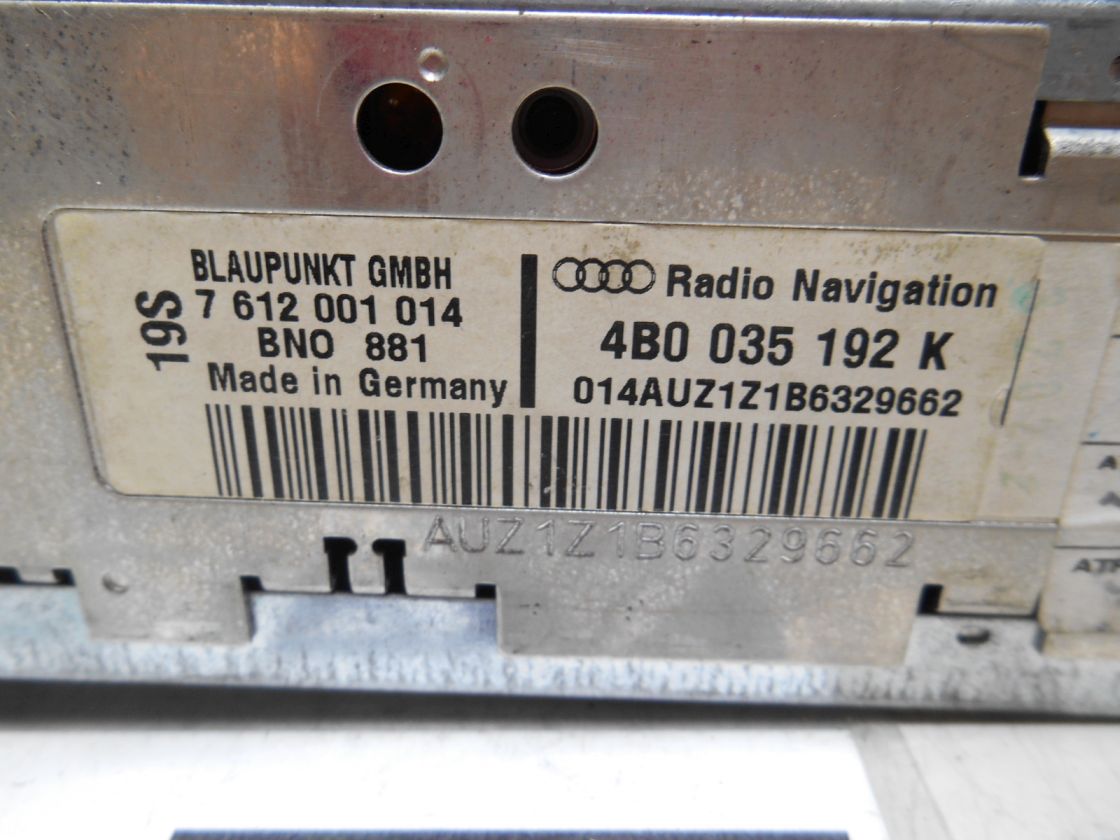 19S
BLAUPUNKT GMBH
7 612 001 014
BNO 881
Made in Germany
Radio Navigation
4B0 035 192 K
014AUZ1Z1B6329662
AUZ1Z1B6329662